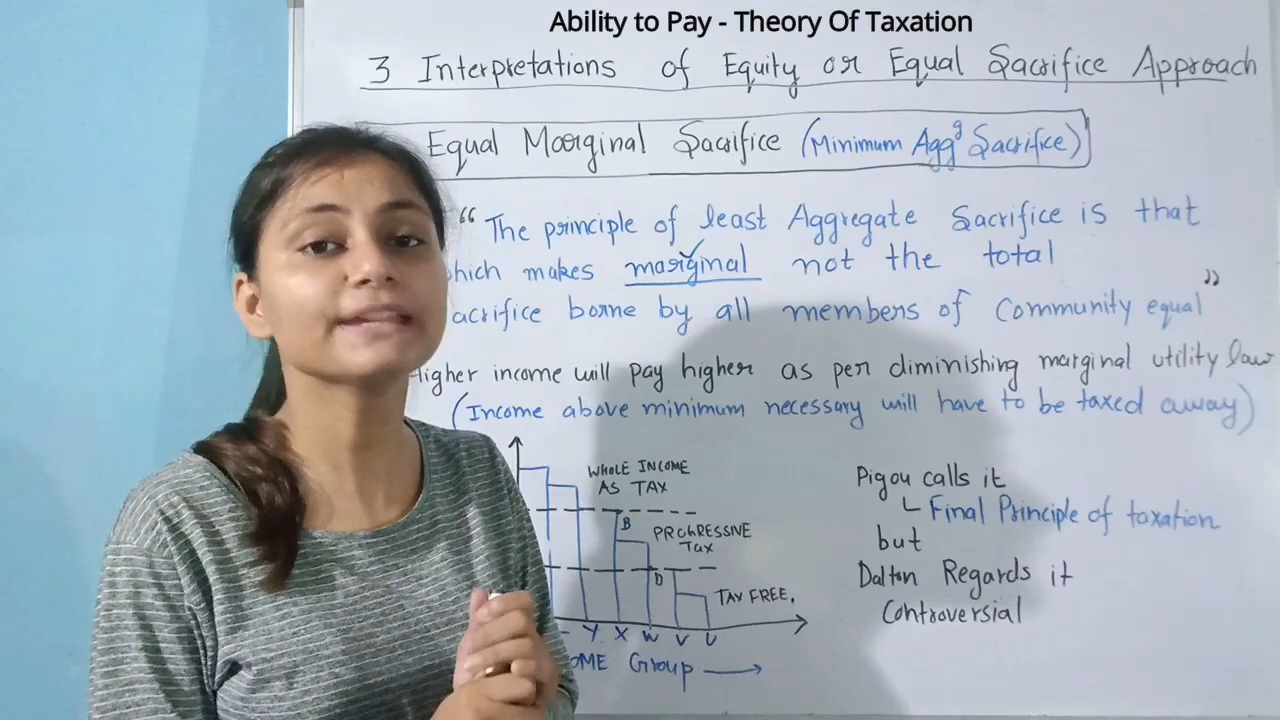 Ability to Pay - Theory Of Taxation
3 Interpretations of Equity or Equal Sacrifice Approach
Equal Marginal Sacrifice (Minimum Aggg Sacrifice)
“ The principle of least Aggregate Sacrifice is that
hich makes marginal not the total
acrifice borne by all members of Community equal ”
Higher income will pay higher as per diminishing marginal utility law
(Income above minimum necessary will have to be taxed away)
WHOLE INCOME
AS TAX
B
PROGRESSIVE
TAX
D
TAX FREE.
Y X W V U
OME Group
Pigou calls it
Final Principle of taxation
but
Dalton Regards it
Controversial